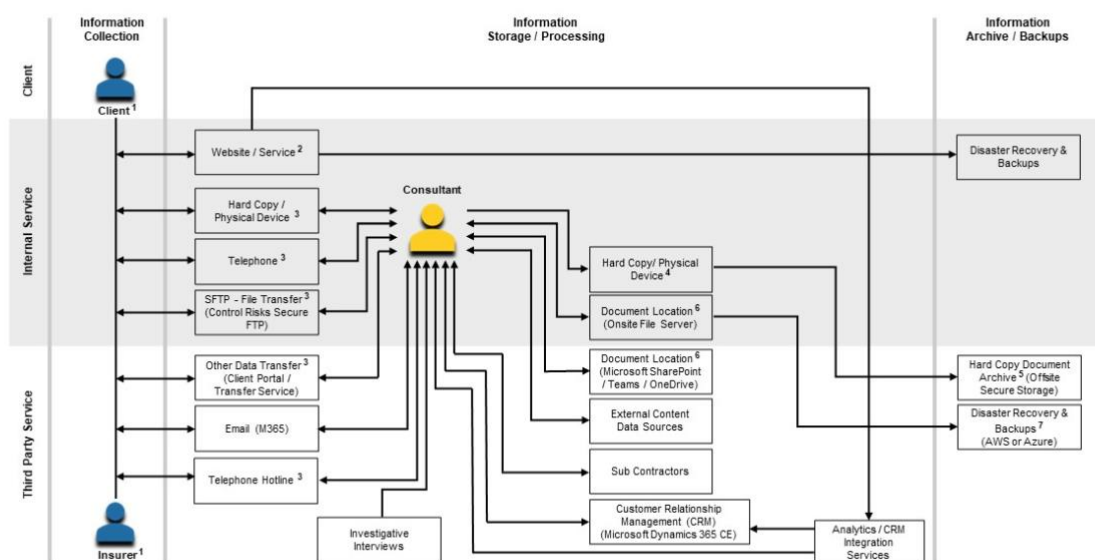 Information
Collection
Information
Storage / Processing
Information
Archive / Backups
Client
Client 1
Internal Service
Website / Service 2
Disaster Recovery &
Backups
Hard Copy /
Physical Device 3
Consultant
Telephone 3
Hard Copy/ Physical
Device 4
SFTP - File Transfer 3
(Control Risks Secure
FTP)
Document Location 6
(Onsite File Server)
Third Party Service
Other Data Transfer 3
(Client Portal /
Transfer Service)
Document Location 6
(Microsoft SharePoint
/ Teams / OneDrive)
Hard Copy Document
Archive 5 (Offsite
Secure Storage)
Email (M365)
External Content
Data Sources
Disaster Recovery &
Backups 7
(AWS or Azure)
Telephone Hotline 3
Sub Contractors
Investigative
Interviews
Customer Relationship
Management (CRM)
(Microsoft Dynamics 365 CE)
Analytics / CRM
Integration
Services
Insurer 1